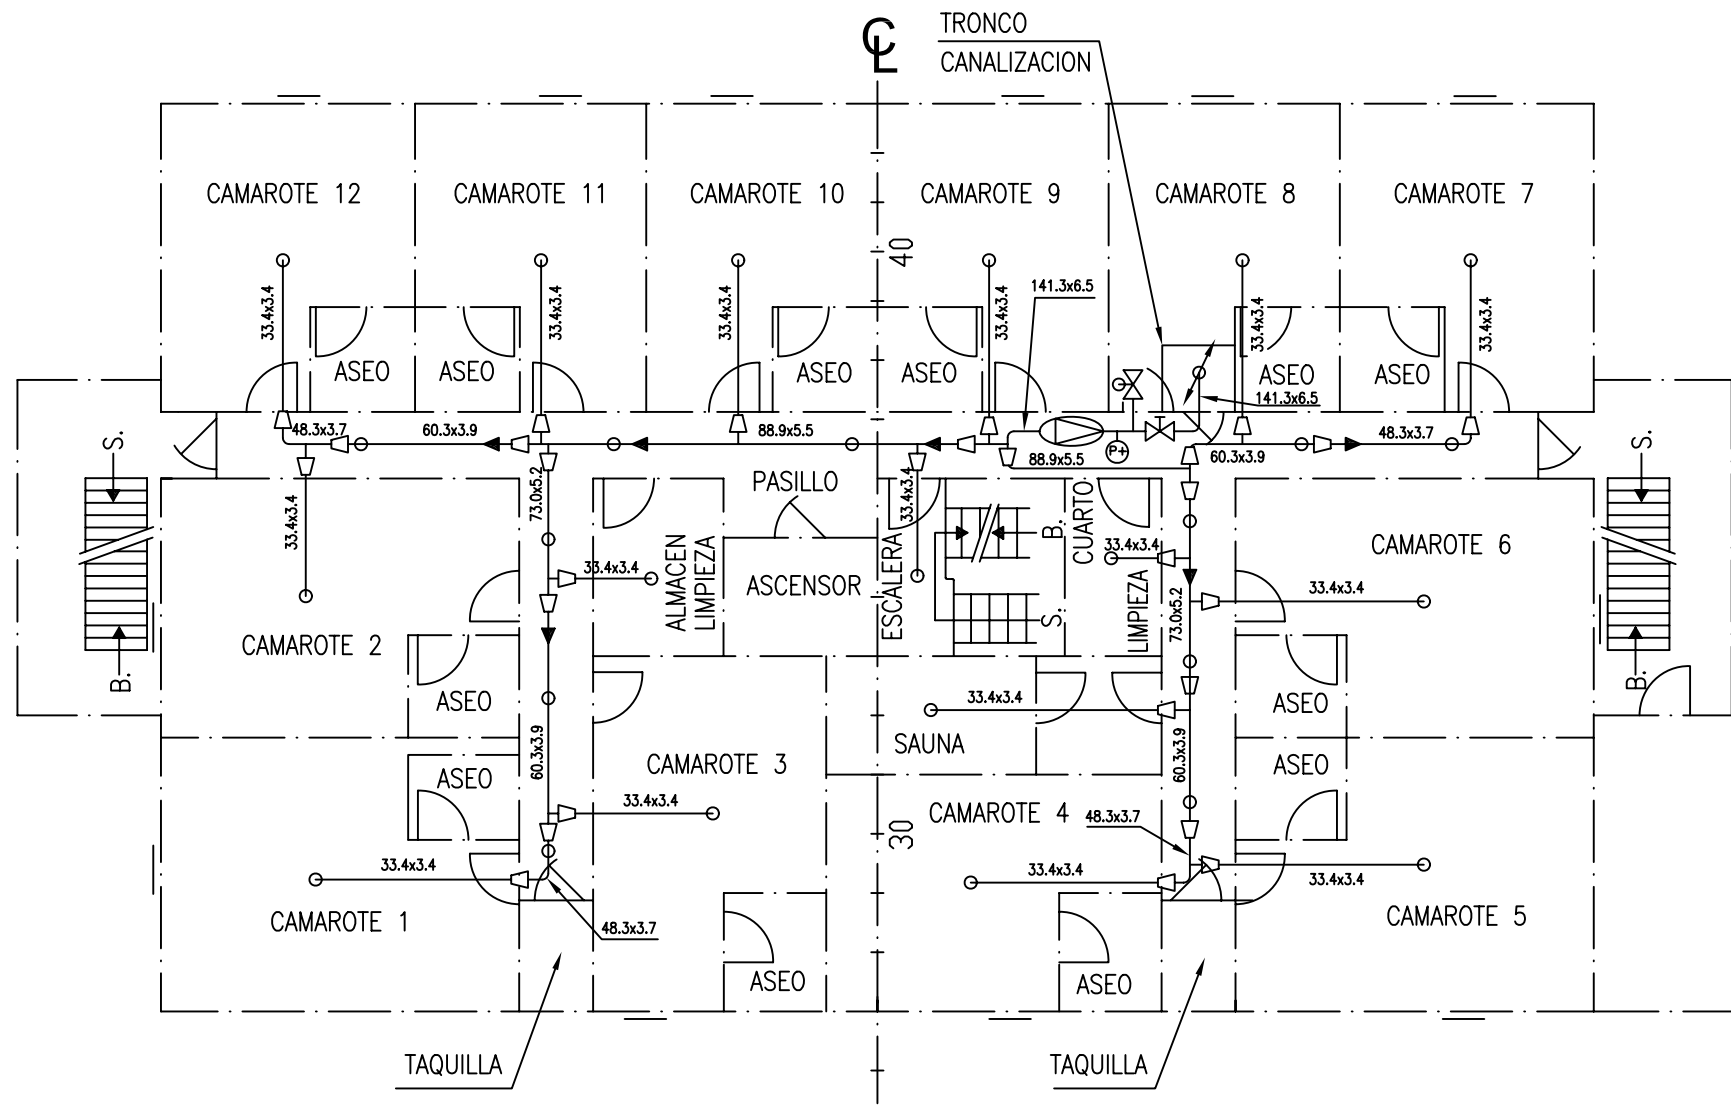 CL
TRONCO
CANALIZACION
CAMAROTE 12
CAMAROTE 11
CAMAROTE 10
CAMAROTE 9
CAMAROTE 8
CAMAROTE 7
40
141.3x6.5
33.4x3.4
33.4x3.4
33.4x3.4
33.4x3.4
33.4x3.4
33.4x3.4
ASEO
ASEO
ASEO
ASEO
ASEO
ASEO
141.3x6.5
48.3x3.7
60.3x3.9
88.9x5.5
P+
88.9x5.5
60.3x3.9
48.3x3.7
S.
S.
33.4x3.4
73.0x5.2
PASILLO
33.4x3.4
CUARTO
B.
33.4x3.4
CAMAROTE 6
33.4x3.4
ALMACEN
LIMPIEZA
ASCENSOR
ESCALERA
S.
LIMPIEZA
73.0x5.2
33.4x3.4
CAMAROTE 2
B.
B.
ASEO
33.4x3.4
ASEO
60.3x3.9
SAUNA
60.3x3.9
ASEO
CAMAROTE 3
ASEO
33.4x3.4
CAMAROTE 4
30
48.3x3.7
33.4x3.4
33.4x3.4
33.4x3.4
CAMAROTE 1
48.3x3.7
CAMAROTE 5
ASEO
ASEO
TAQUILLA
TAQUILLA